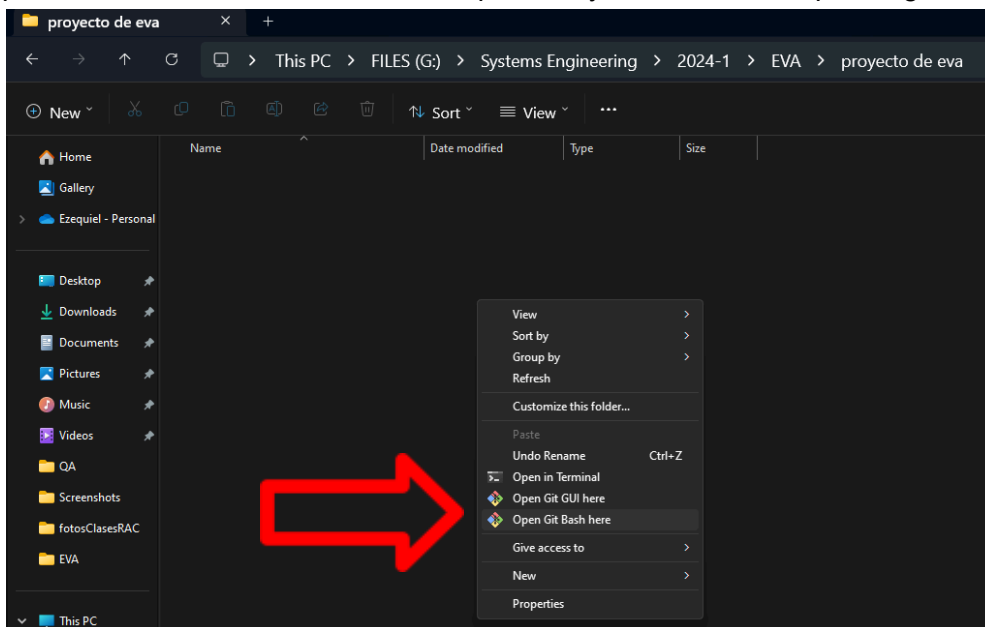 proyecto de eva
This PC > FILES (G:) > Systems Engineering > 2024-1 > EVA > proyecto de eva
New Sort View ...
Name Date modified Type Size
Home
Gallery
Ezequiel - Personal
Desktop
Downloads
Documents
Pictures
Music
Videos
QA
Screenshots
fotosClasesRAC
EVA
This PC
View
Sort by
Group by
Refresh
Customize this folder...
Paste
Undo Rename Ctrl+Z
Open in Terminal
Open Git GUI here
Open Git Bash here
Give access to
New
Properties